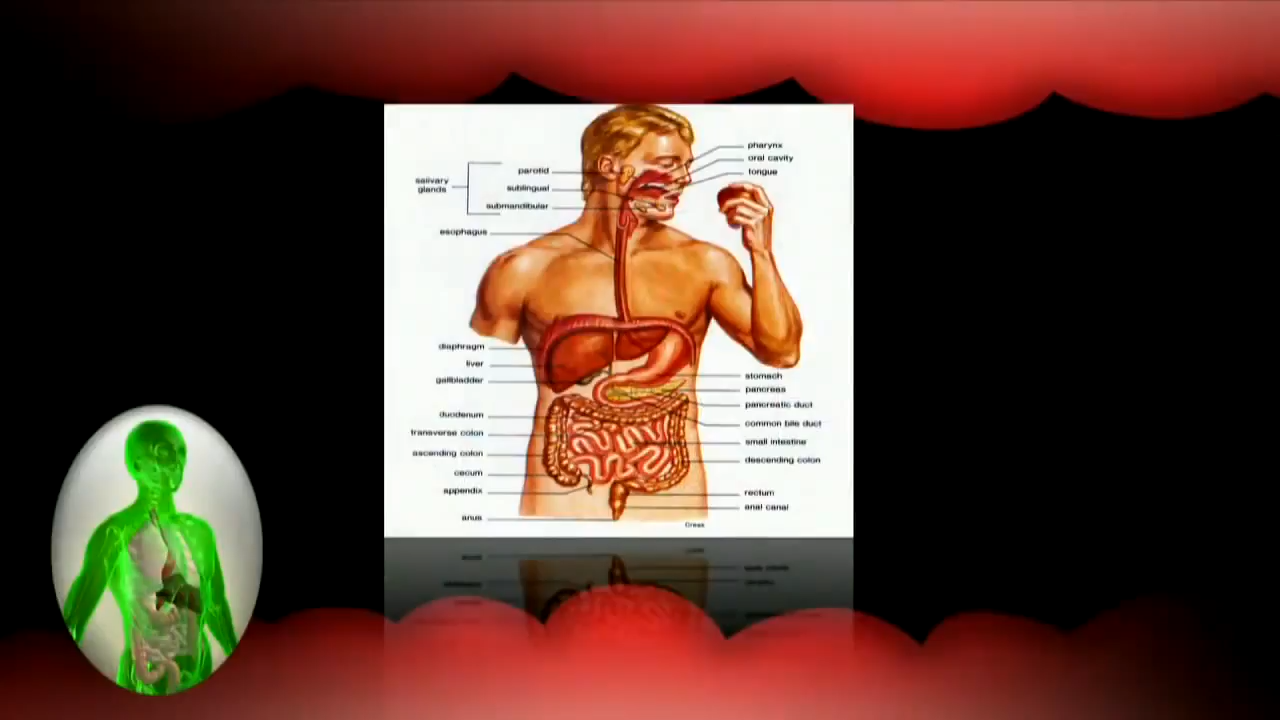 pharynx
oral cavity
tongue
salivary
glands
parotid
sublingual
submandibular
esophagus
diaphragm
liver
gallbladder
duodenum
transverse colon
ascending colon
cecum
appendix
anus
stomach
pancreas
pancreatic duct
common bile duct
small intestine
descending colon
rectum
anal canal